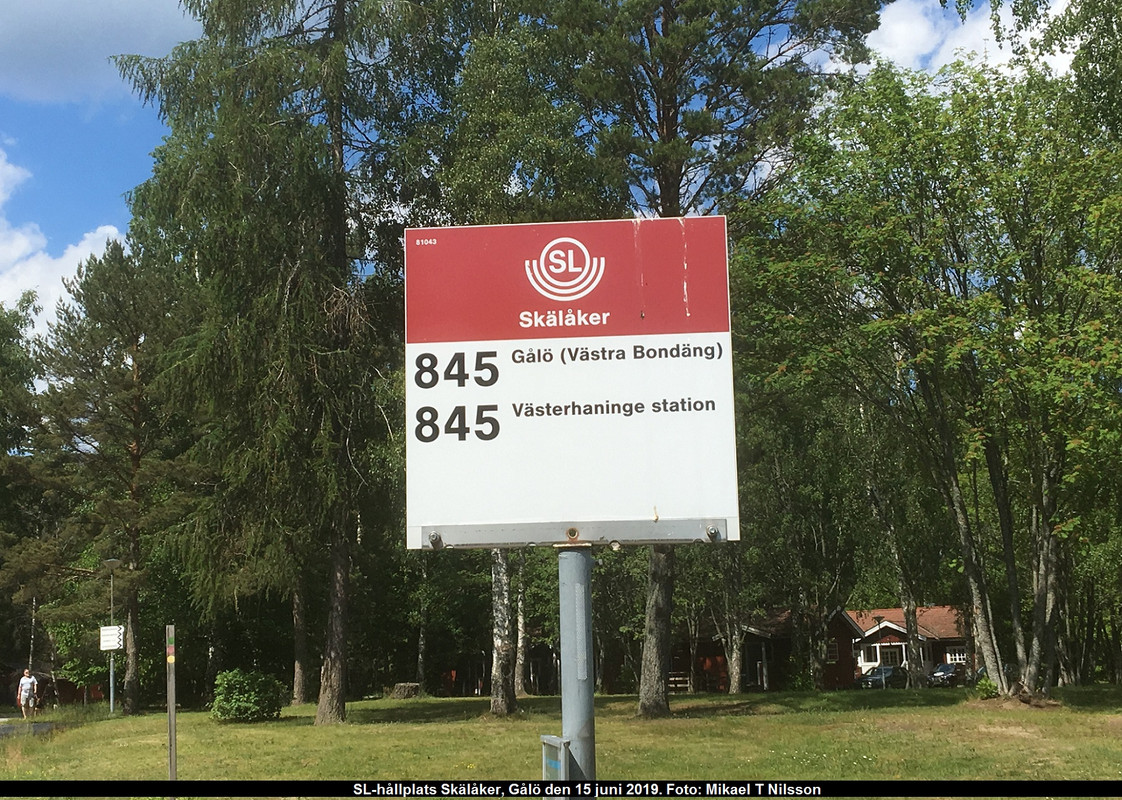 81043
SL
Skälåker
845 Gålö (Västra Bondäng)
845 Västerhaninge station
SL-hållplats Skälåker, Gålö den 15 juni 2019. Foto: Mikael T Nilsson